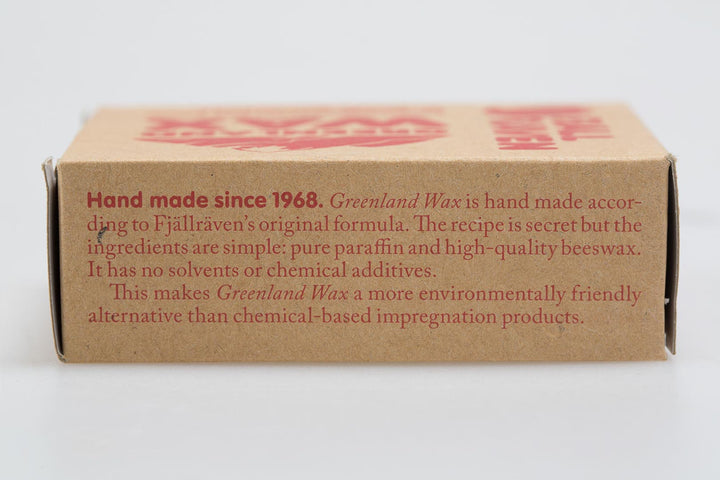 Hand made since 1968. Greenland Wax is hand made accor-
ding to Fjällräven's original formula. The recipe is secret but the
ingredients are simple: pure paraffin and high-quality beeswax.
It has no solvents or chemical additives.
This makes Greenland Wax a more environmentally friendly
alternative than chemical-based impregnation products.